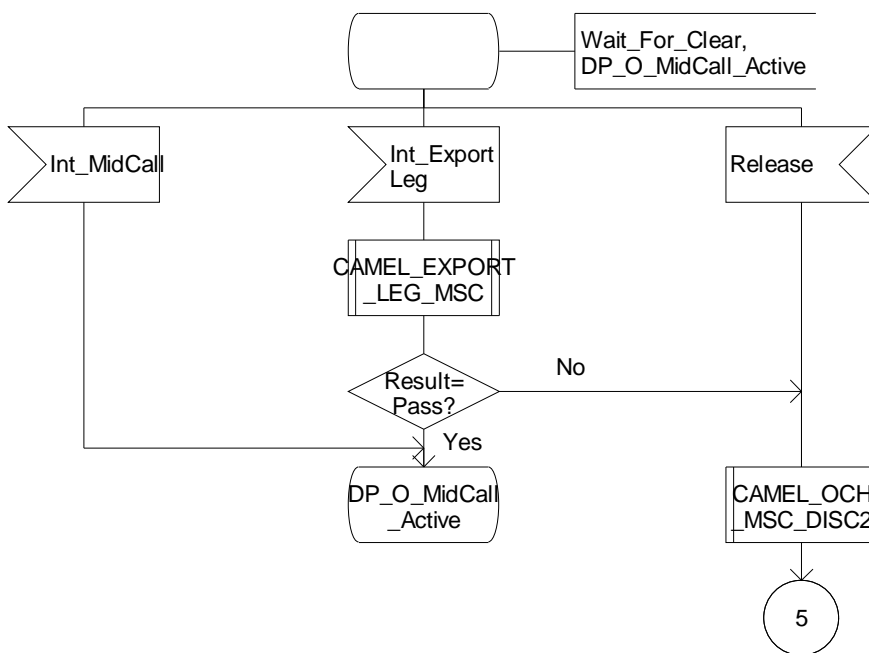 Wait_For_Clear,
DP_O_MidCall_Active
Int_MidCall
Int_Export
Leg
Release
CAMEL_EXPORT
_LEG_MSC
No
Result=
Pass?
Yes
DP_O_MidCall
_Active
CAMEL_OCH
_MSC_DISC2
5